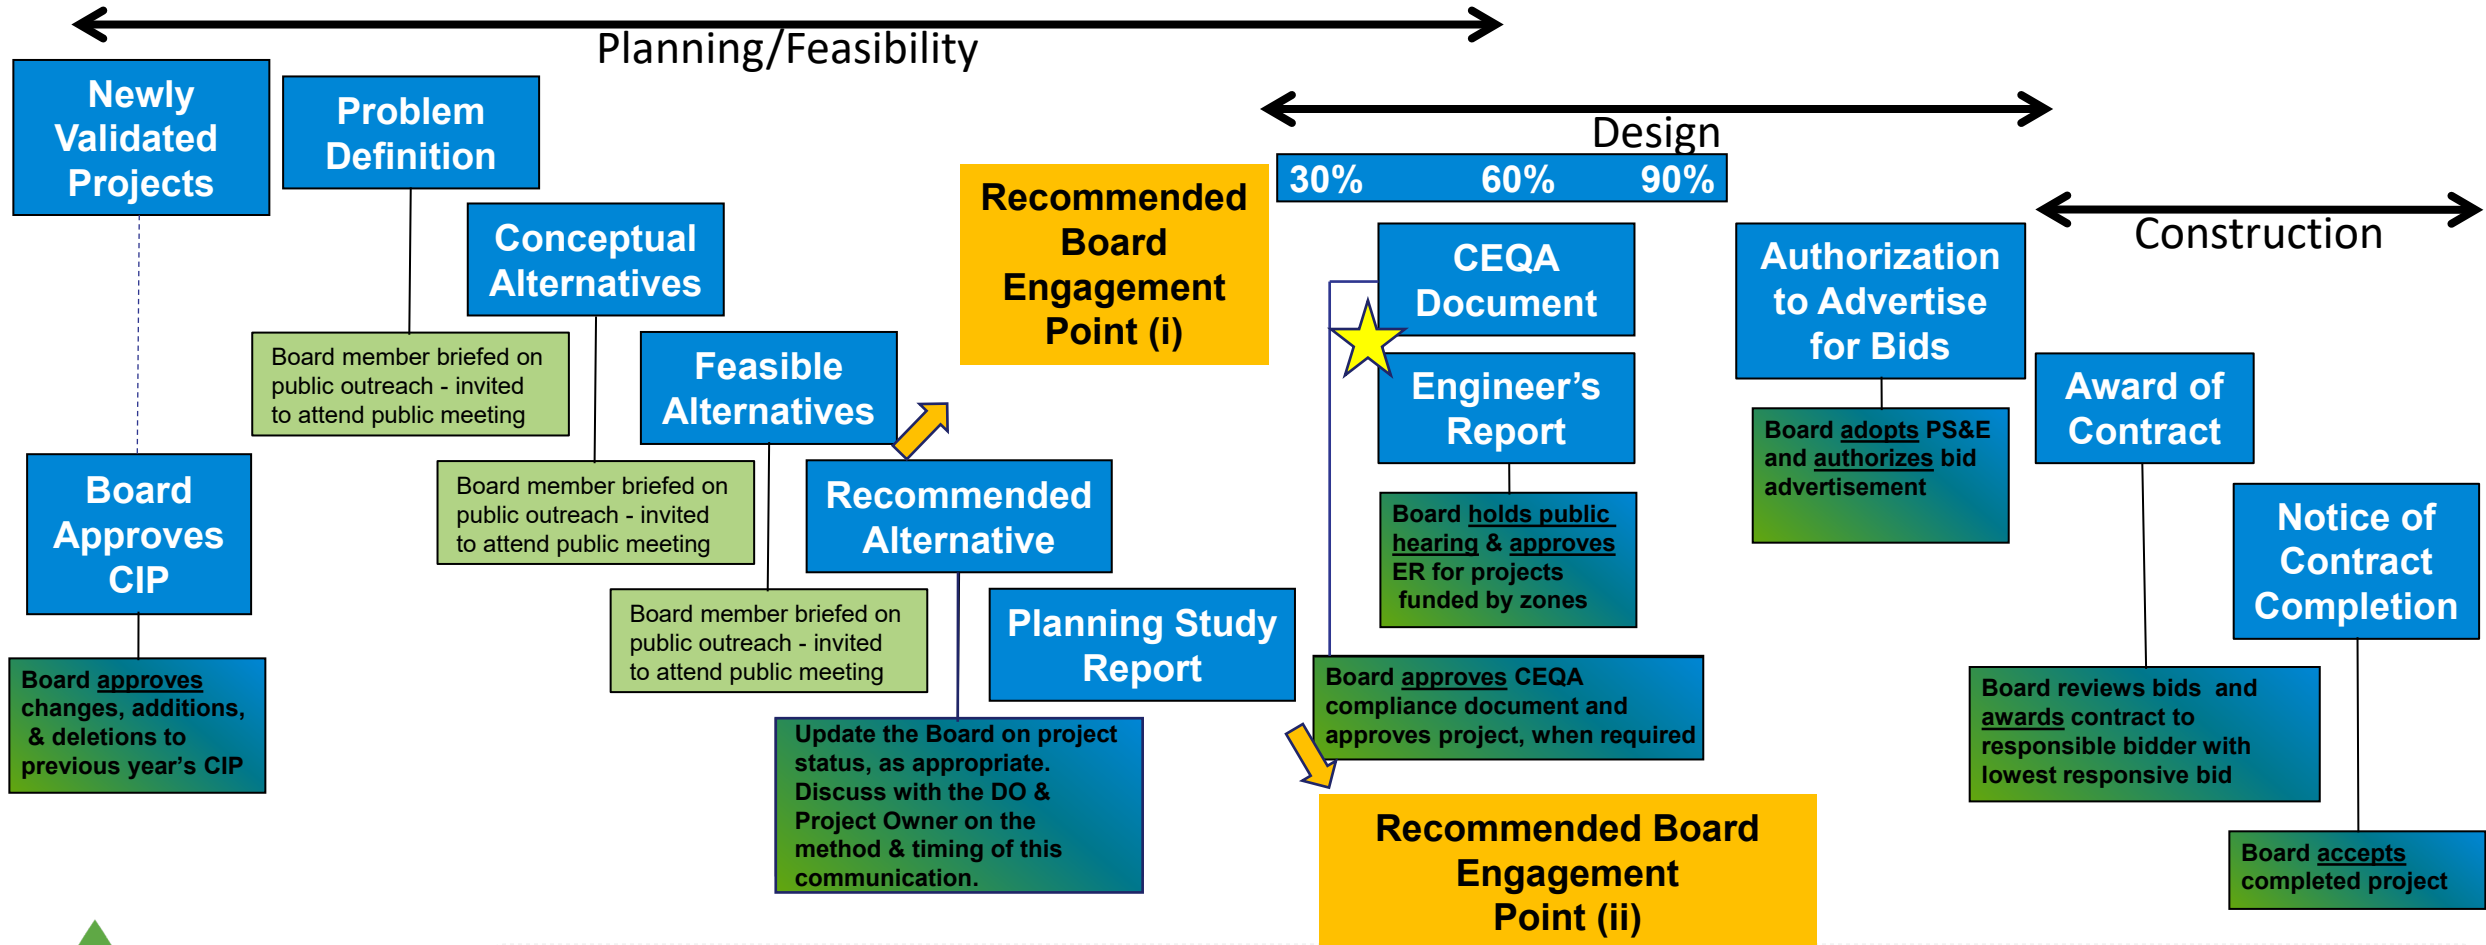 Planning/Feasibility
Newly
Validated
Projects
Problem
Definition
Design
30% 60% 90%
Recommended
Board
Engagement
Point (i)
Construction
Conceptual
Alternatives
CEQA
Document
Authorization
to Advertise
for Bids
Board member briefed on
public outreach - invited
to attend public meeting
Feasible
Alternatives
Engineer’s
Report
Award of
Contract
Board adopts PS&E
and authorizes bid
advertisement
Board
Approves
CIP
Board member briefed on
public outreach - invited
to attend public meeting
Recommended
Alternative
Board holds public
hearing & approves
ER for projects
funded by zones
Notice of
Contract
Completion
Board member briefed on
public outreach - invited
to attend public meeting
Planning Study
Report
Board approves
changes, additions,
& deletions to
previous year’s CIP
Board approves CEQA
compliance document and
approves project, when required
Board reviews bids and
awards contract to
responsible bidder with
lowest responsive bid
Update the Board on project
status, as appropriate.
Discuss with the DO &
Project Owner on the
method & timing of this
communication.
Recommended Board
Engagement
Point (ii)
Board accepts
completed project